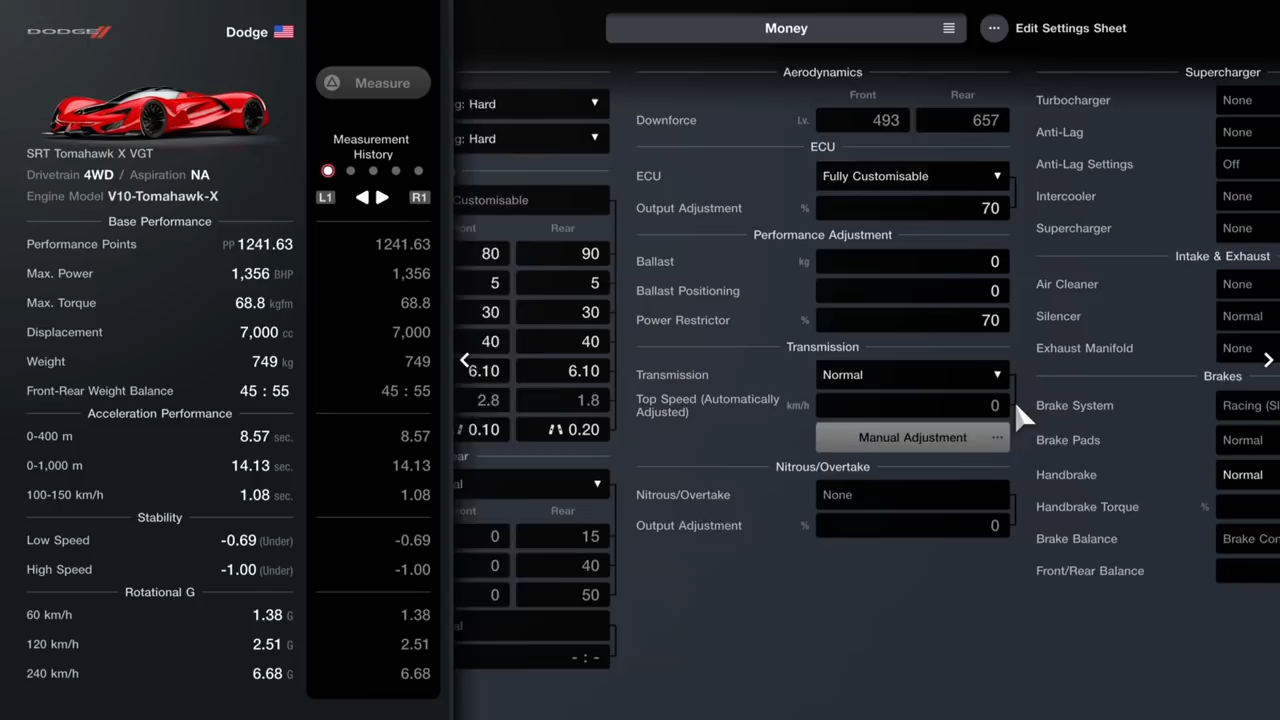 DODGE
Dodge
SRT Tomahawk X VGT
Drivetrain 4WD / Aspiration NA
Engine Model V10-Tomahawk-X
Base Performance
Performance Points PP 1241.63
Max. Power 1,356 BHP
Max. Torque 68.8 kgfm
Displacement 7,000 cc
Weight 749 kg
Front-Rear Weight Balance 45 : 55
Acceleration Performance
0-400 m 8.57 sec.
0-1,000 m 14.13 sec.
100-150 km/h 1.08 sec.
Stability
Low Speed -0.69 (Under)
High Speed -1.00 (Under)
Rotational G
60 km/h 1.38 G
120 km/h 2.51 G
240 km/h 6.68 G
Measure
Measurement
History
L1 R1
1241.63
1,356
68.8
7,000
749
45 : 55
8.57
14.13
1.08
-0.69
-1.00
1.38
2.51
6.68
Money
Edit Settings Sheet
g: Hard
g: Hard
Customisable
ont Rear
80 90
5 5
30 30
40 40
6.10 6.10
2.8 1.8
0.10 0.20
ear
al
ont Rear
0 15
0 40
0 50
al
- : -
Aerodynamics
Front Rear
Downforce Lv. 493 657
ECU
ECU Fully Customisable
Output Adjustment % 70
Performance Adjustment
Ballast kg 0
Ballast Positioning 0
Power Restrictor % 70
Transmission
Transmission Normal
Top Speed (Automatically
Adjusted) km/h 0
Manual Adjustment ...
Nitrous/Overtake
Nitrous/Overtake None
Output Adjustment % 0
Supercharger
Turbocharger None
Anti-Lag None
Anti-Lag Settings Off
Intercooler None
Supercharger None
Intake & Exhaust
Air Cleaner None
Silencer Normal
Exhaust Manifold None
Brakes
Brake System Racing (Sl
Brake Pads Normal
Handbrake Normal
Handbrake Torque %
Brake Balance Brake Con
Front/Rear Balance